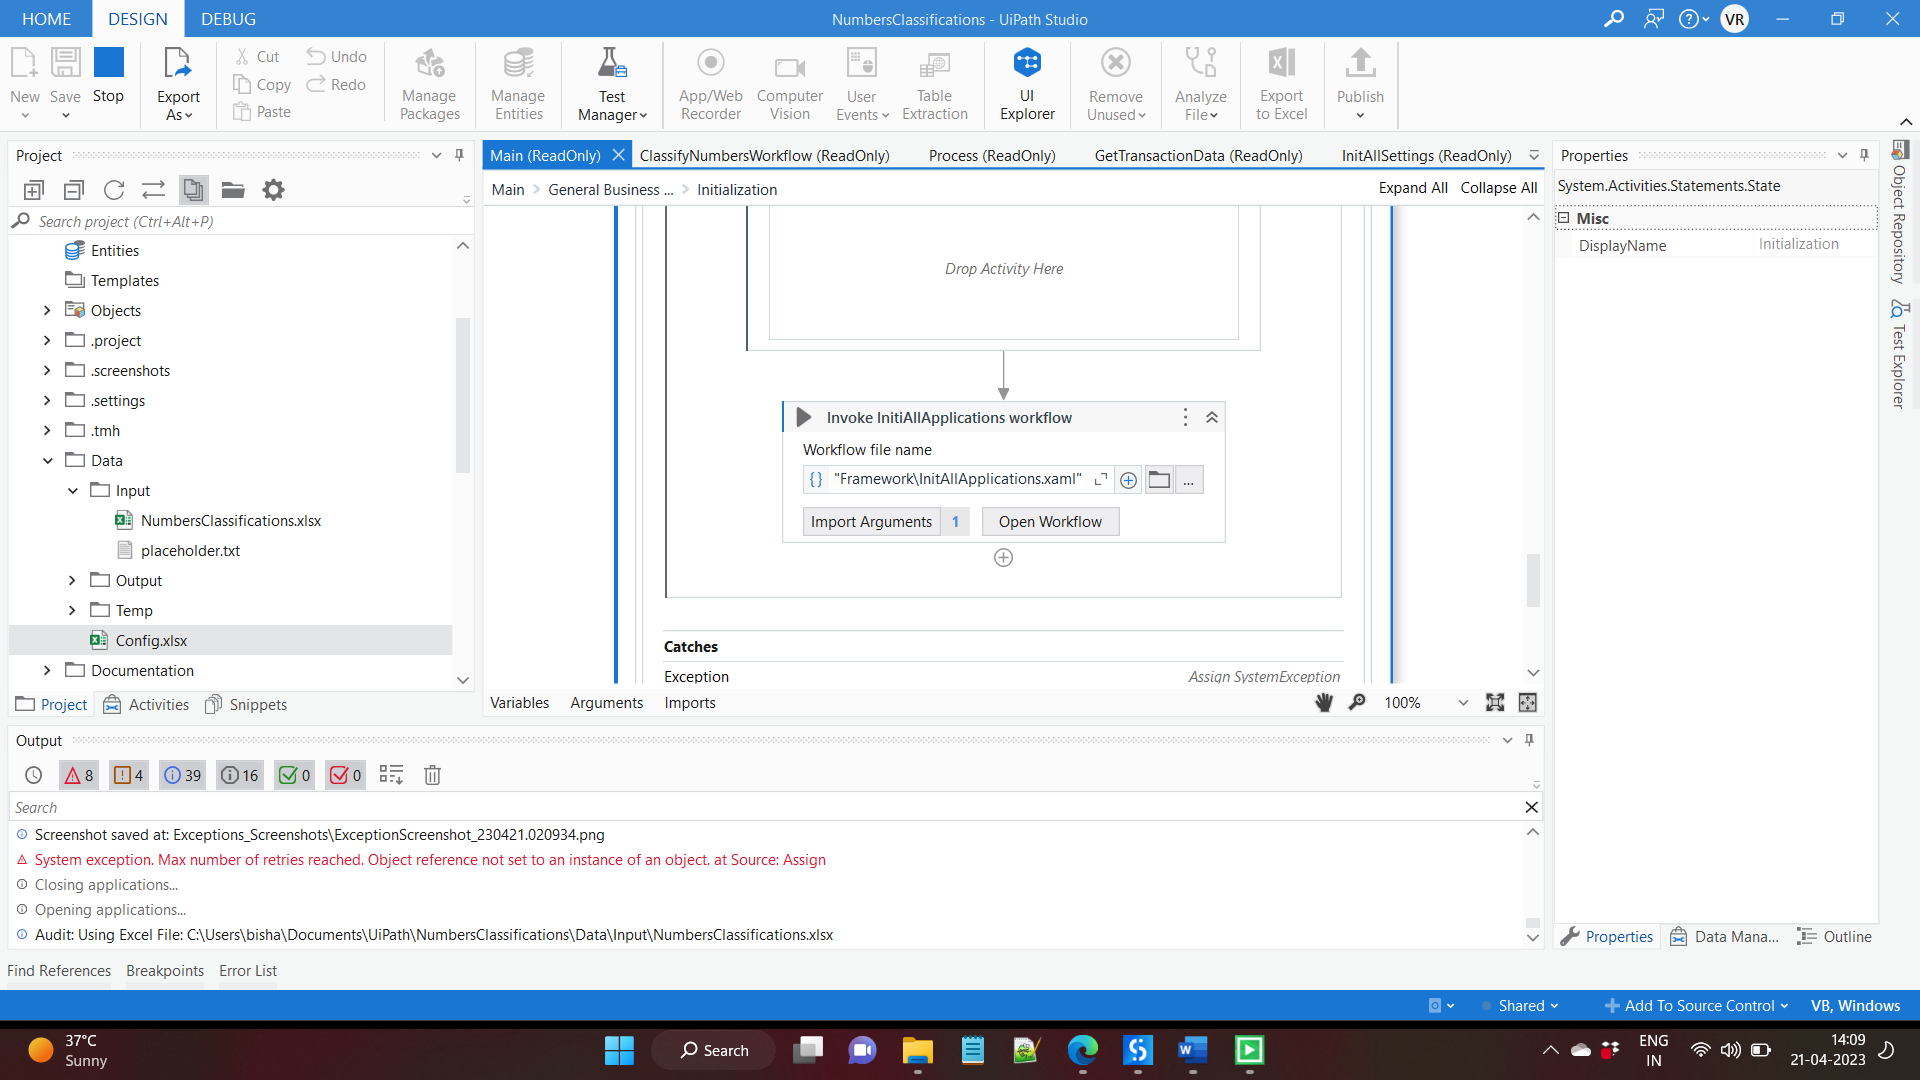 HOME DESIGN DEBUG
NumbersClassifications - UiPath Studio
VR
New
Save
Stop
Export As
Cut
Copy
Paste
Undo
Redo
Manage Packages
Manage Entities
Test Manager
App/Web Recorder
Computer Vision
User Events
Table Extraction
UI Explorer
Remove Unused
Analyze File
Export to Excel
Publish
Project
Search project (Ctrl+Alt+P)
Entities
Templates
Objects
.project
.screenshots
.settings
.tmh
Data
Input
NumbersClassifications.xlsx
placeholder.txt
Output
Temp
Config.xlsx
Documentation
Project Activities Snippets
Main (ReadOnly) ClassifyNumbersWorkflow (ReadOnly) Process (ReadOnly) GetTransactionData (ReadOnly) InitAllSettings (ReadOnly)
Main > General Business ... > Initialization
Expand All Collapse All
Drop Activity Here
Invoke InitiAllApplications workflow
Workflow file name
{} "Framework\InitAllApplications.xaml"
...
Import Arguments 1 Open Workflow
Catches
Exception Assign SystemException
Variables Arguments Imports
100%
Properties
System.Activities.Statements.State
Misc
DisplayName Initialization
Object Repository
Test Explorer
Properties Data Mana... Outline
Output
8 4 39 16 0 0
Search
Screenshot saved at: Exceptions_Screenshots\ExceptionScreenshot_230421.020934.png
System exception. Max number of retries reached. Object reference not set to an instance of an object. at Source: Assign
Closing applications...
Opening applications...
Audit: Using Excel File: C:\Users\bisha\Documents\UiPath\NumbersClassifications\Data\Input\NumbersClassifications.xlsx
Find References Breakpoints Error List
Shared Add To Source Control VB, Windows
37°C
Sunny
Search
ENG
IN
14:09
21-04-2023